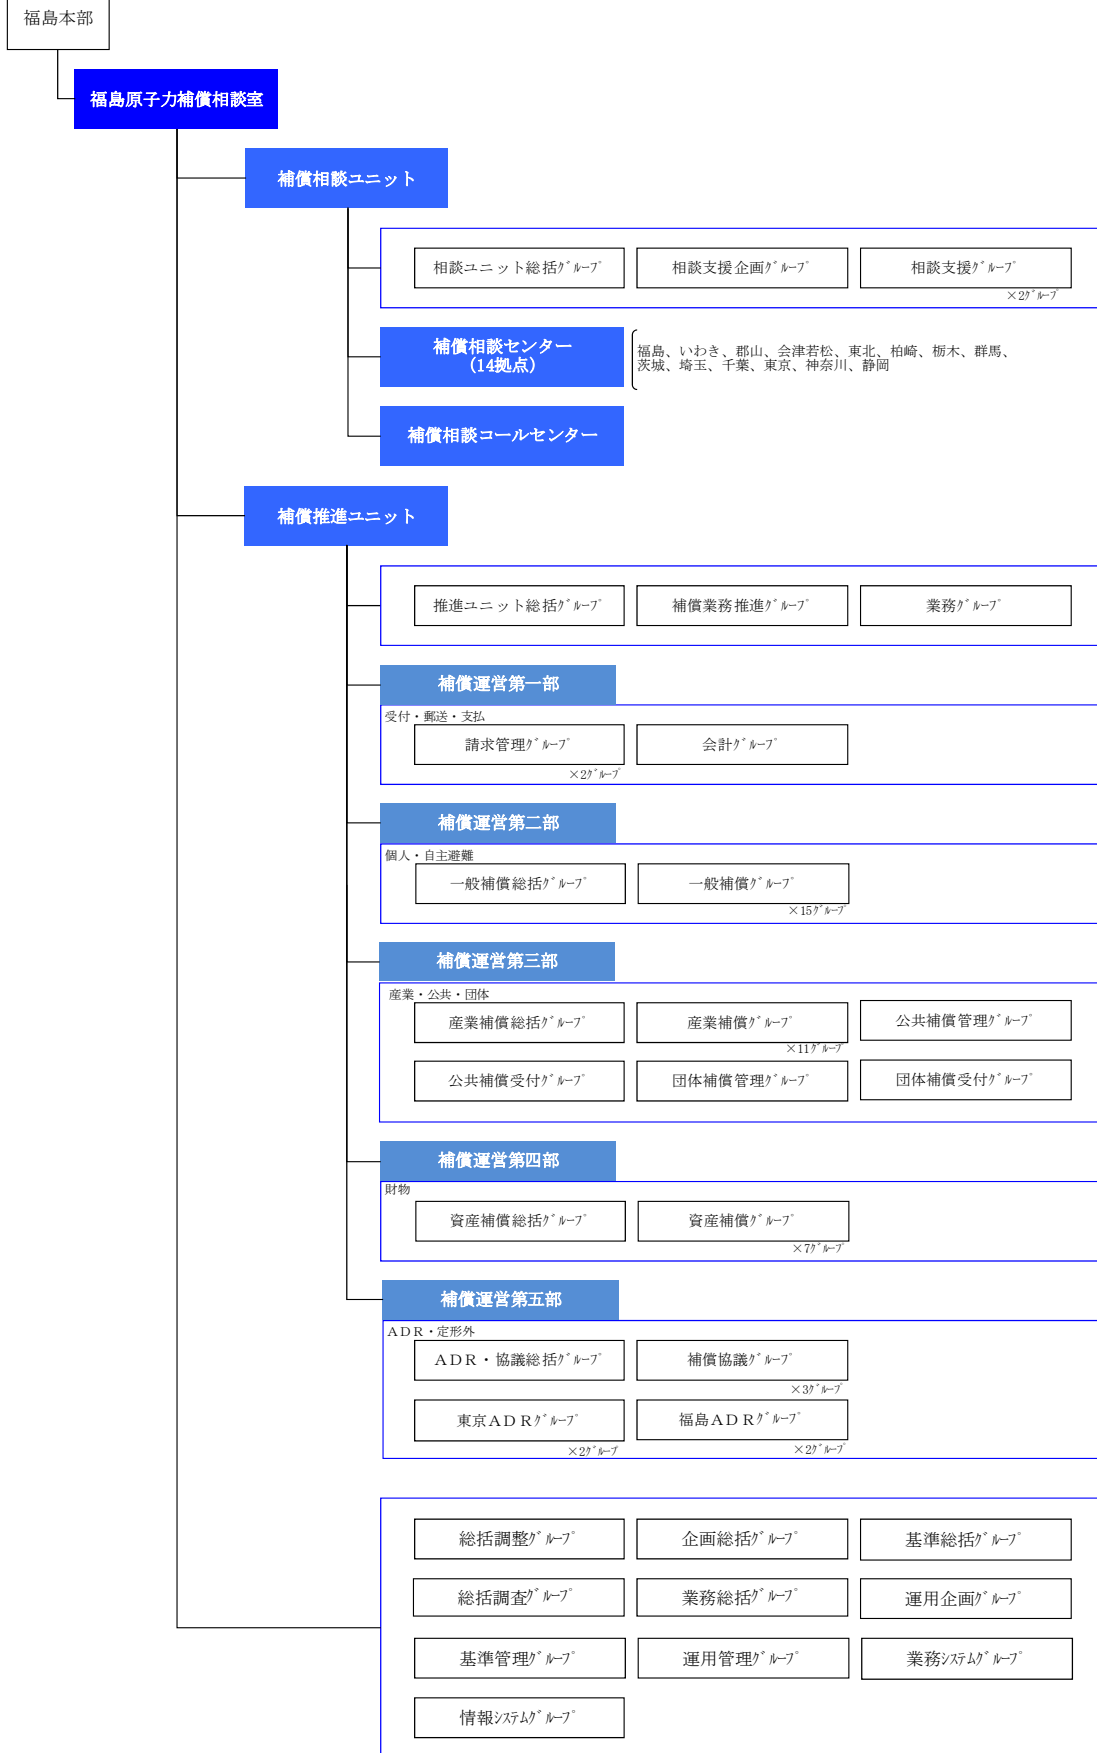 福島本部
福島原子力補償相談室
補償相談ユニット
相談ユニット総括ｸﾞﾙｰﾌﾟ
相談支援企画ｸﾞﾙｰﾌﾟ
相談支援ｸﾞﾙｰﾌﾟ
×2ｸﾞﾙｰﾌﾟ
補償相談センター
（14拠点）
福島、いわき、郡山、会津若松、東北、柏崎、栃木、群馬、
茨城、埼玉、千葉、東京、神奈川、静岡
補償相談コールセンター
補償推進ユニット
推進ユニット総括ｸﾞﾙｰﾌﾟ
補償業務推進ｸﾞﾙｰﾌﾟ
業務ｸﾞﾙｰﾌﾟ
補償運営第一部
受付・郵送・支払
請求管理ｸﾞﾙｰﾌﾟ
会計ｸﾞﾙｰﾌﾟ
×2ｸﾞﾙｰﾌﾟ
補償運営第二部
個人・自主避難
一般補償総括ｸﾞﾙｰﾌﾟ
一般補償ｸﾞﾙｰﾌﾟ
×15ｸﾞﾙｰﾌﾟ
補償運営第三部
産業・公共・団体
産業補償総括ｸﾞﾙｰﾌﾟ
産業補償ｸﾞﾙｰﾌﾟ
公共補償管理ｸﾞﾙｰﾌﾟ
×11ｸﾞﾙｰﾌﾟ
公共補償受付ｸﾞﾙｰﾌﾟ
団体補償管理ｸﾞﾙｰﾌﾟ
団体補償受付ｸﾞﾙｰﾌﾟ
補償運営第四部
財物
資産補償総括ｸﾞﾙｰﾌﾟ
資産補償ｸﾞﾙｰﾌﾟ
×7ｸﾞﾙｰﾌﾟ
補償運営第五部
ＡＤＲ・定形外
ＡＤＲ・協議総括ｸﾞﾙｰﾌﾟ
補償協議ｸﾞﾙｰﾌﾟ
×3ｸﾞﾙｰﾌﾟ
東京ＡＤＲｸﾞﾙｰﾌﾟ
福島ＡＤＲｸﾞﾙｰﾌﾟ
×2ｸﾞﾙｰﾌﾟ
×2ｸﾞﾙｰﾌﾟ
総括調整ｸﾞﾙｰﾌﾟ
企画総括ｸﾞﾙｰﾌﾟ
基準総括ｸﾞﾙｰﾌﾟ
総括調査ｸﾞﾙｰﾌﾟ
業務総括ｸﾞﾙｰﾌﾟ
運用企画ｸﾞﾙｰﾌﾟ
基準管理ｸﾞﾙｰﾌﾟ
運用管理ｸﾞﾙｰﾌﾟ
業務ｼｽﾃﾑｸﾞﾙｰﾌﾟ
情報ｼｽﾃﾑｸﾞﾙｰﾌﾟ